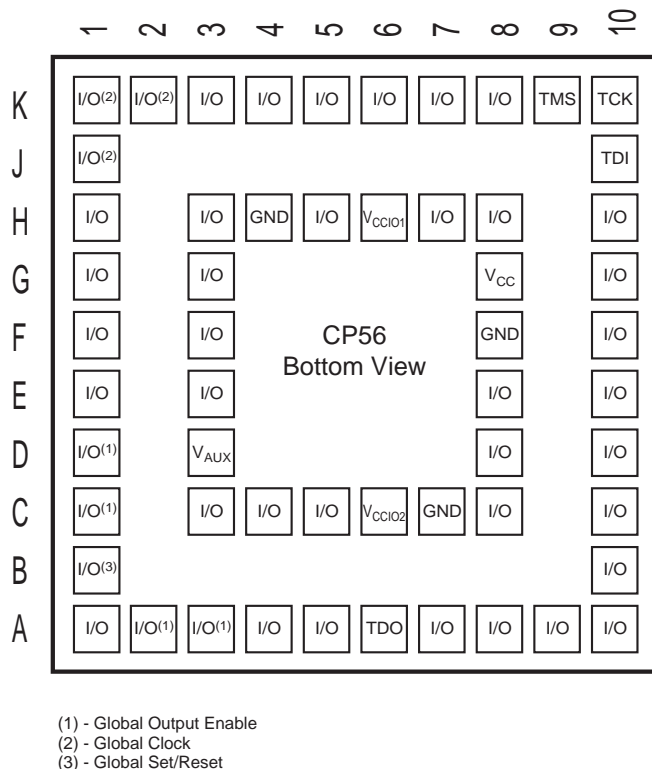 1 2 3 4 5 6 7 8 9 10
K I/O(2) I/O(2) I/O I/O I/O I/O I/O I/O TMS TCK
J I/O(2) TDI
H I/O I/O GND I/O VCCIO1 I/O I/O I/O
G I/O I/O VCC I/O
F I/O I/O GND I/O
CP56
Bottom View
E I/O I/O I/O I/O
D I/O(1) VAUX I/O I/O
C I/O(1) I/O I/O I/O VCCIO2 GND I/O I/O
B I/O(3) I/O
A I/O I/O(1) I/O(1) I/O I/O TDO I/O I/O I/O I/O
(1) - Global Output Enable
(2) - Global Clock
(3) - Global Set/Reset